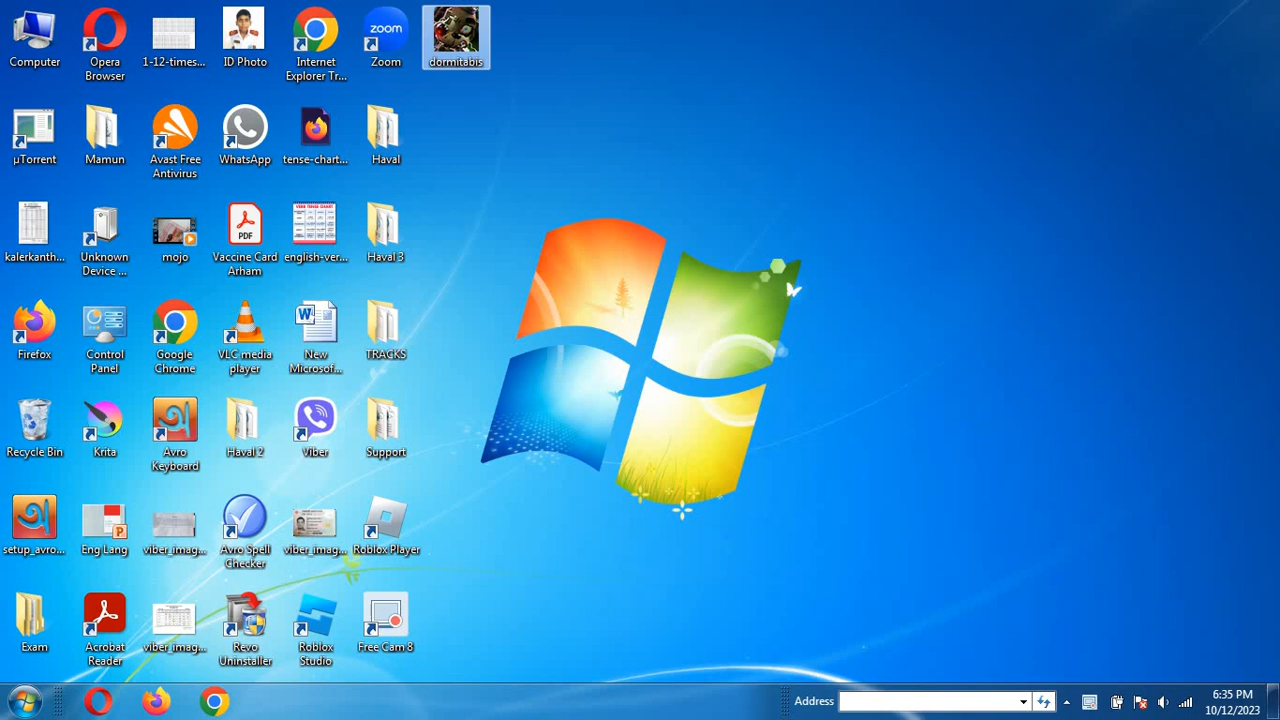 Computer
Opera
Browser
1-12-times...
ID Photo
Internet
Explorer Tr...
zoom
Zoom
dormitabis
µTorrent
Mamun
Avast Free
Antivirus
WhatsApp
tense-chart...
Haval
kalerkanth...
Unknown
Device ...
mojo
PDF
Vaccine Card
Arham
english-ver...
Haval 3
Firefox
Control
Panel
Google
Chrome
VLC media
player
New
Microsof...
TRACKS
Recycle Bin
Krita
Avro
Keyboard
Haval 2
Viber
Support
setup_avro...
Eng Lang
viber_imag...
Avro Spell
Checker
viber_imag...
Roblox Player
Exam
Acrobat
Reader
viber_imag...
Revo
Uninstaller
Roblox
Studio
Free Cam 8
Address
6:35 PM
10/12/2023